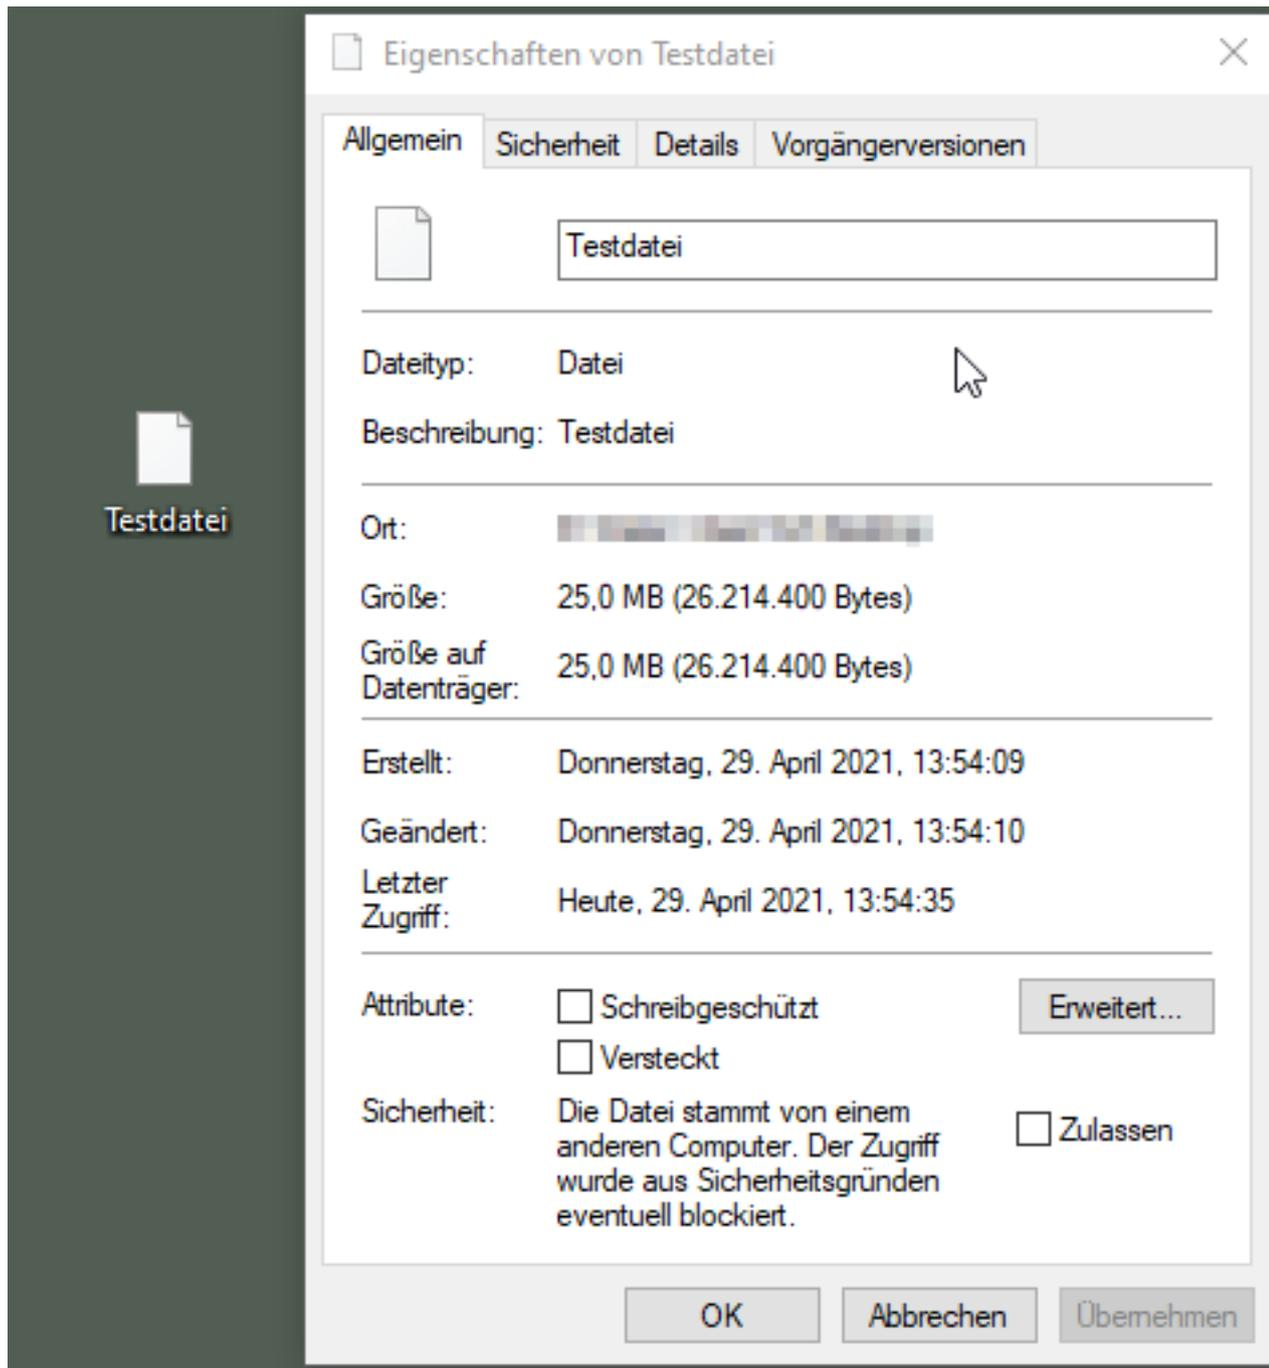 Eigenschaften von Testdatei
Allgemein Sicherheit Details Vorgängerversionen
Testdatei
Dateityp: Datei
Beschreibung: Testdatei
Testdatei
Ort:
Größe: 25,0 MB (26.214.400 Bytes)
Größe auf
Datenträger: 25,0 MB (26.214.400 Bytes)
Erstellt: Donnerstag, 29. April 2021, 13:54:09
Geändert: Donnerstag, 29. April 2021, 13:54:10
Letzter
Zugriff: Heute, 29. April 2021, 13:54:35
Attribute: Schreibgeschützt Erweitert...
Versteckt
Sicherheit: Die Datei stammt von einem
anderen Computer. Der Zugriff
wurde aus Sicherheitsgründen
eventuell blockiert.
Zulassen
OK Abbrechen Übernehmen